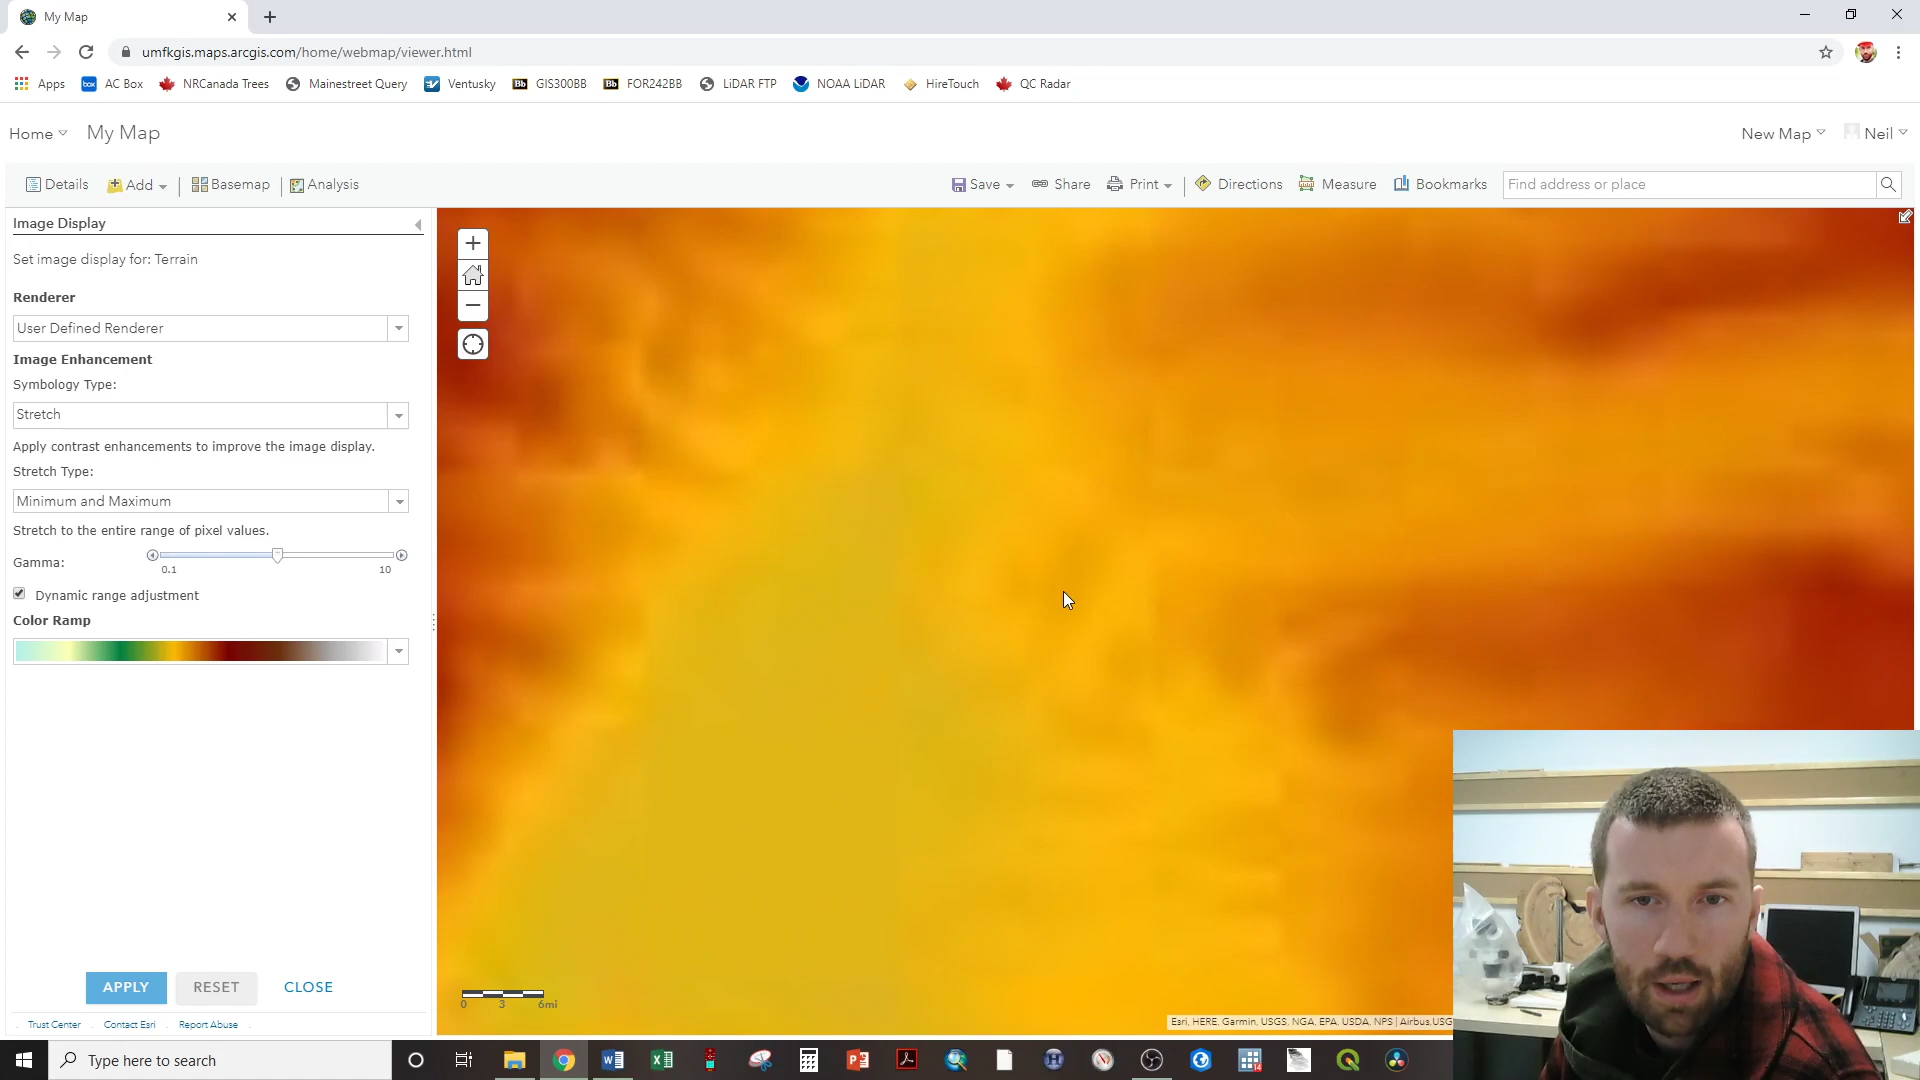 My Map
umfkgis.maps.arcgis.com/home/webmap/viewer.html
Apps AC Box NRCanada Trees Mainestreet Query Ventusky Bb GIS300BB Bb FOR242BB LiDAR FTP NOAA LiDAR HireTouch QC Radar
Home My Map New Map Neil
Details Add Basemap Analysis Save Share Print Directions Measure Bookmarks Find address or place
Image Display
Set image display for: Terrain
Renderer
User Defined Renderer
Image Enhancement
Symbology Type:
Stretch
Apply contrast enhancements to improve the image display.
Stretch Type:
Minimum and Maximum
Stretch to the entire range of pixel values.
Gamma:
0.1 10
Dynamic range adjustment
Color Ramp
APPLY RESET CLOSE
0 3 6mi
Trust Center Contact Esri Report Abuse
Esri, HERE, Garmin, USGS, NGA, EPA, USDA, NPS | Airbus,USG
Type here to search